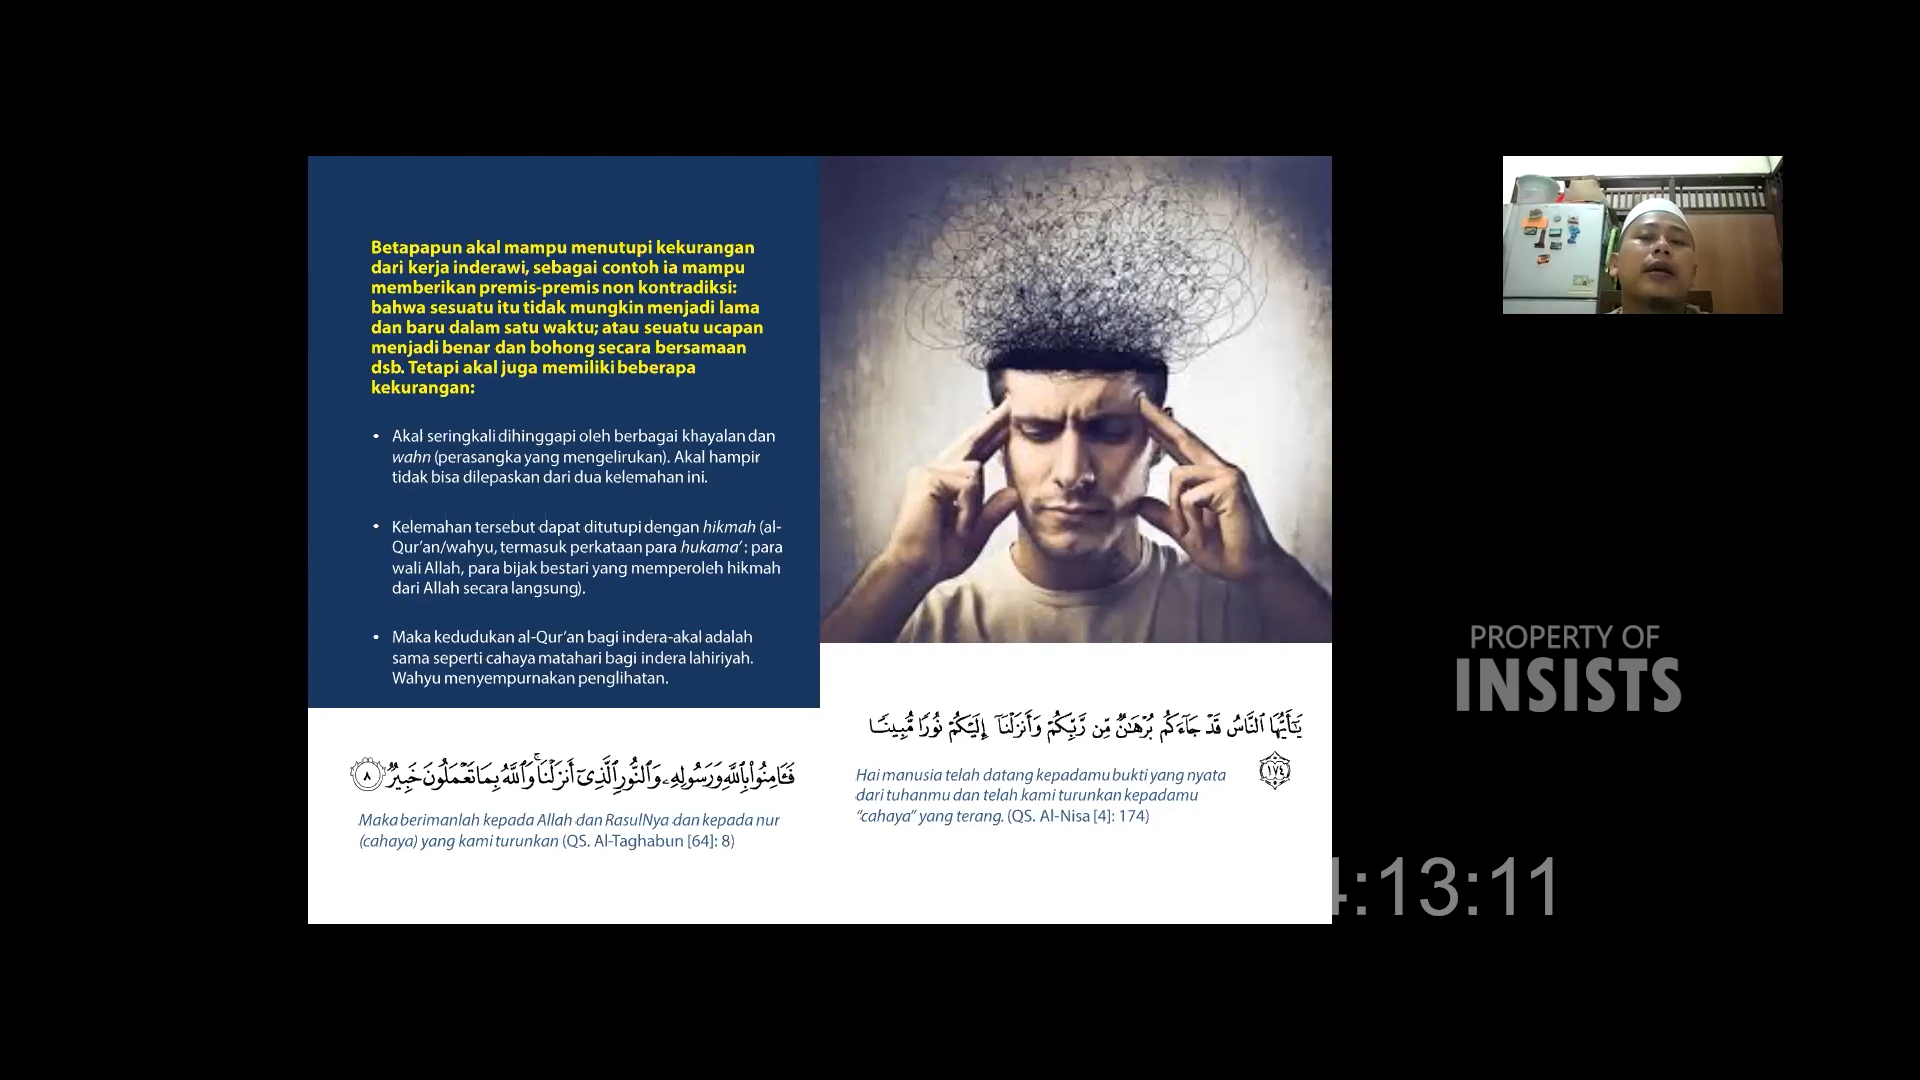 Betapapun akal mampu menutupi kekurangan
dari kerja inderawi, sebagai contoh ia mampu
memberikan premis-premis non kontradiksi:
bahwa sesuatu itu tidak mungkin menjadi lama
dan baru dalam satu waktu; atau seuatu ucapan
menjadi benar dan bohong secara bersamaan
dsb. Tetapi akal juga memiliki beberapa
kekurangan:
• Akal seringkali dihinggapi oleh berbagai khayalan dan
wahn (perasangka yang mengelirukan). Akal hampir
tidak bisa dilepaskan dari dua kelemahan ini.
• Kelemahan tersebut dapat ditutupi dengan hikmah (al-
Qur'an/wahyu, termasuk perkataan para hukama' : para
wali Allah, para bijak bestari yang memperoleh hikmah
dari Allah secara langsung).
• Maka kedudukan al-Qur'an bagi indera-akal adalah
sama seperti cahaya matahari bagi indera lahiriyah.
Wahyu menyempurnakan penglihatan.
فَـَٔامِنُوا۟ بِٱللَّهِ وَرَسُولِهِۦ وَٱلنُّورِ ٱلَّذِىٓ أَنزَلْنَا ۚ وَٱللَّهُ بِمَا تَعْمَلُونَ خَبِيرٌ ٨
Maka berimanlah kepada Allah dan RasulNya dan kepada nur
(cahaya) yang kami turunkan (QS. Al-Taghabun [64]: 8)
يَـٰٓأَيُّهَا ٱلنَّاسُ قَدْ جَآءَكُم بُرْهَـٰنٌ مِّن رَّبِّكُمْ وَأَنزَلْنَآ إِلَيْكُمْ نُورًا مُّبِينًا
١٧٤
Hai manusia telah datang kepadamu bukti yang nyata
dari tuhanmu dan telah kami turunkan kepadamu
“cahaya” yang terang. (QS. Al-Nisa [4]: 174)
PROPERTY OF
INSISTS
4:13:11